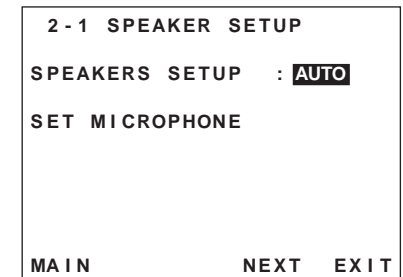 2-1 SPEAKER SETUP
SPEAKERS SETUP : AUTO
SET MICROPHONE
MAIN NEXT EXIT